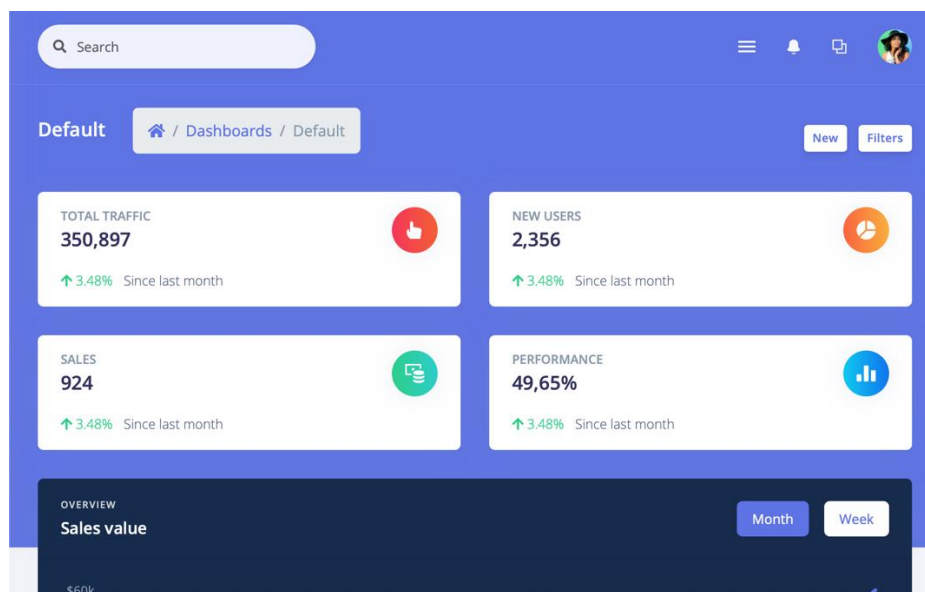 Search
Default
/ Dashboards / Default
New
Filters
TOTAL TRAFFIC
350,897
3.48% Since last month
NEW USERS
2,356
3.48% Since last month
SALES
924
3.48% Since last month
PERFORMANCE
49,65%
3.48% Since last month
OVERVIEW
Sales value
Month
Week
$60k